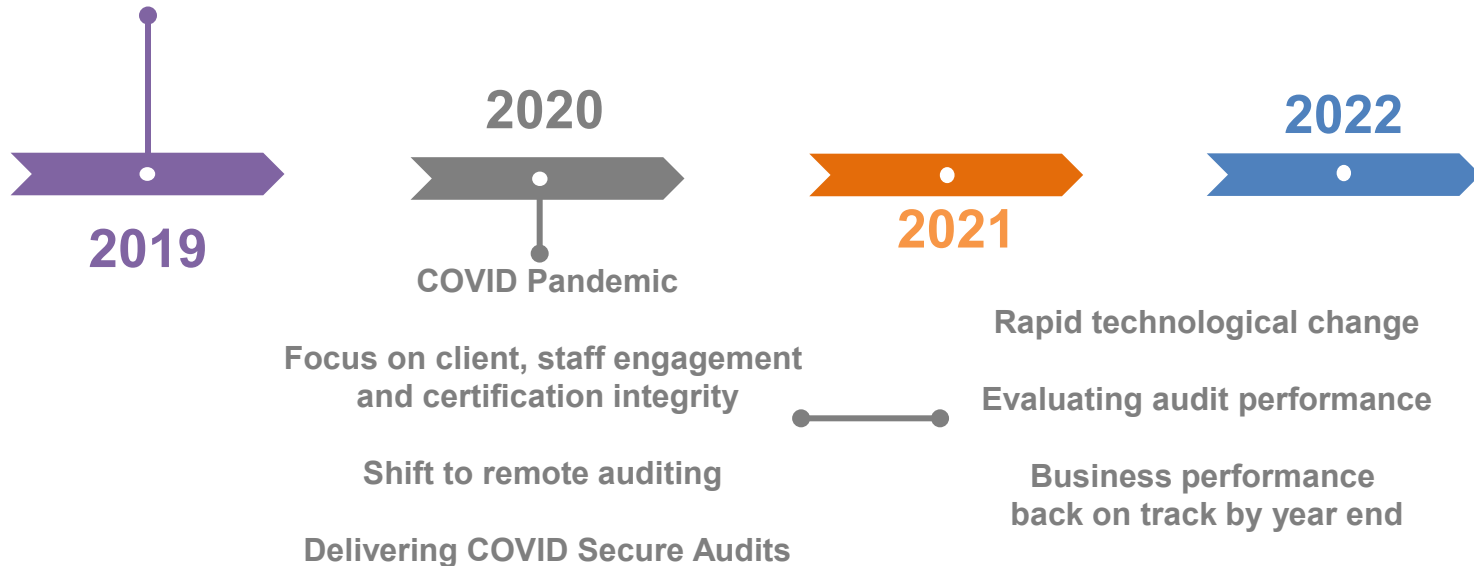 2019
2020
2021
2022
COVID Pandemic
Focus on client, staff engagement
and certification integrity
Shift to remote auditing
Delivering COVID Secure Audits
Rapid technological change
Evaluating audit performance
Business performance
back on track by year end